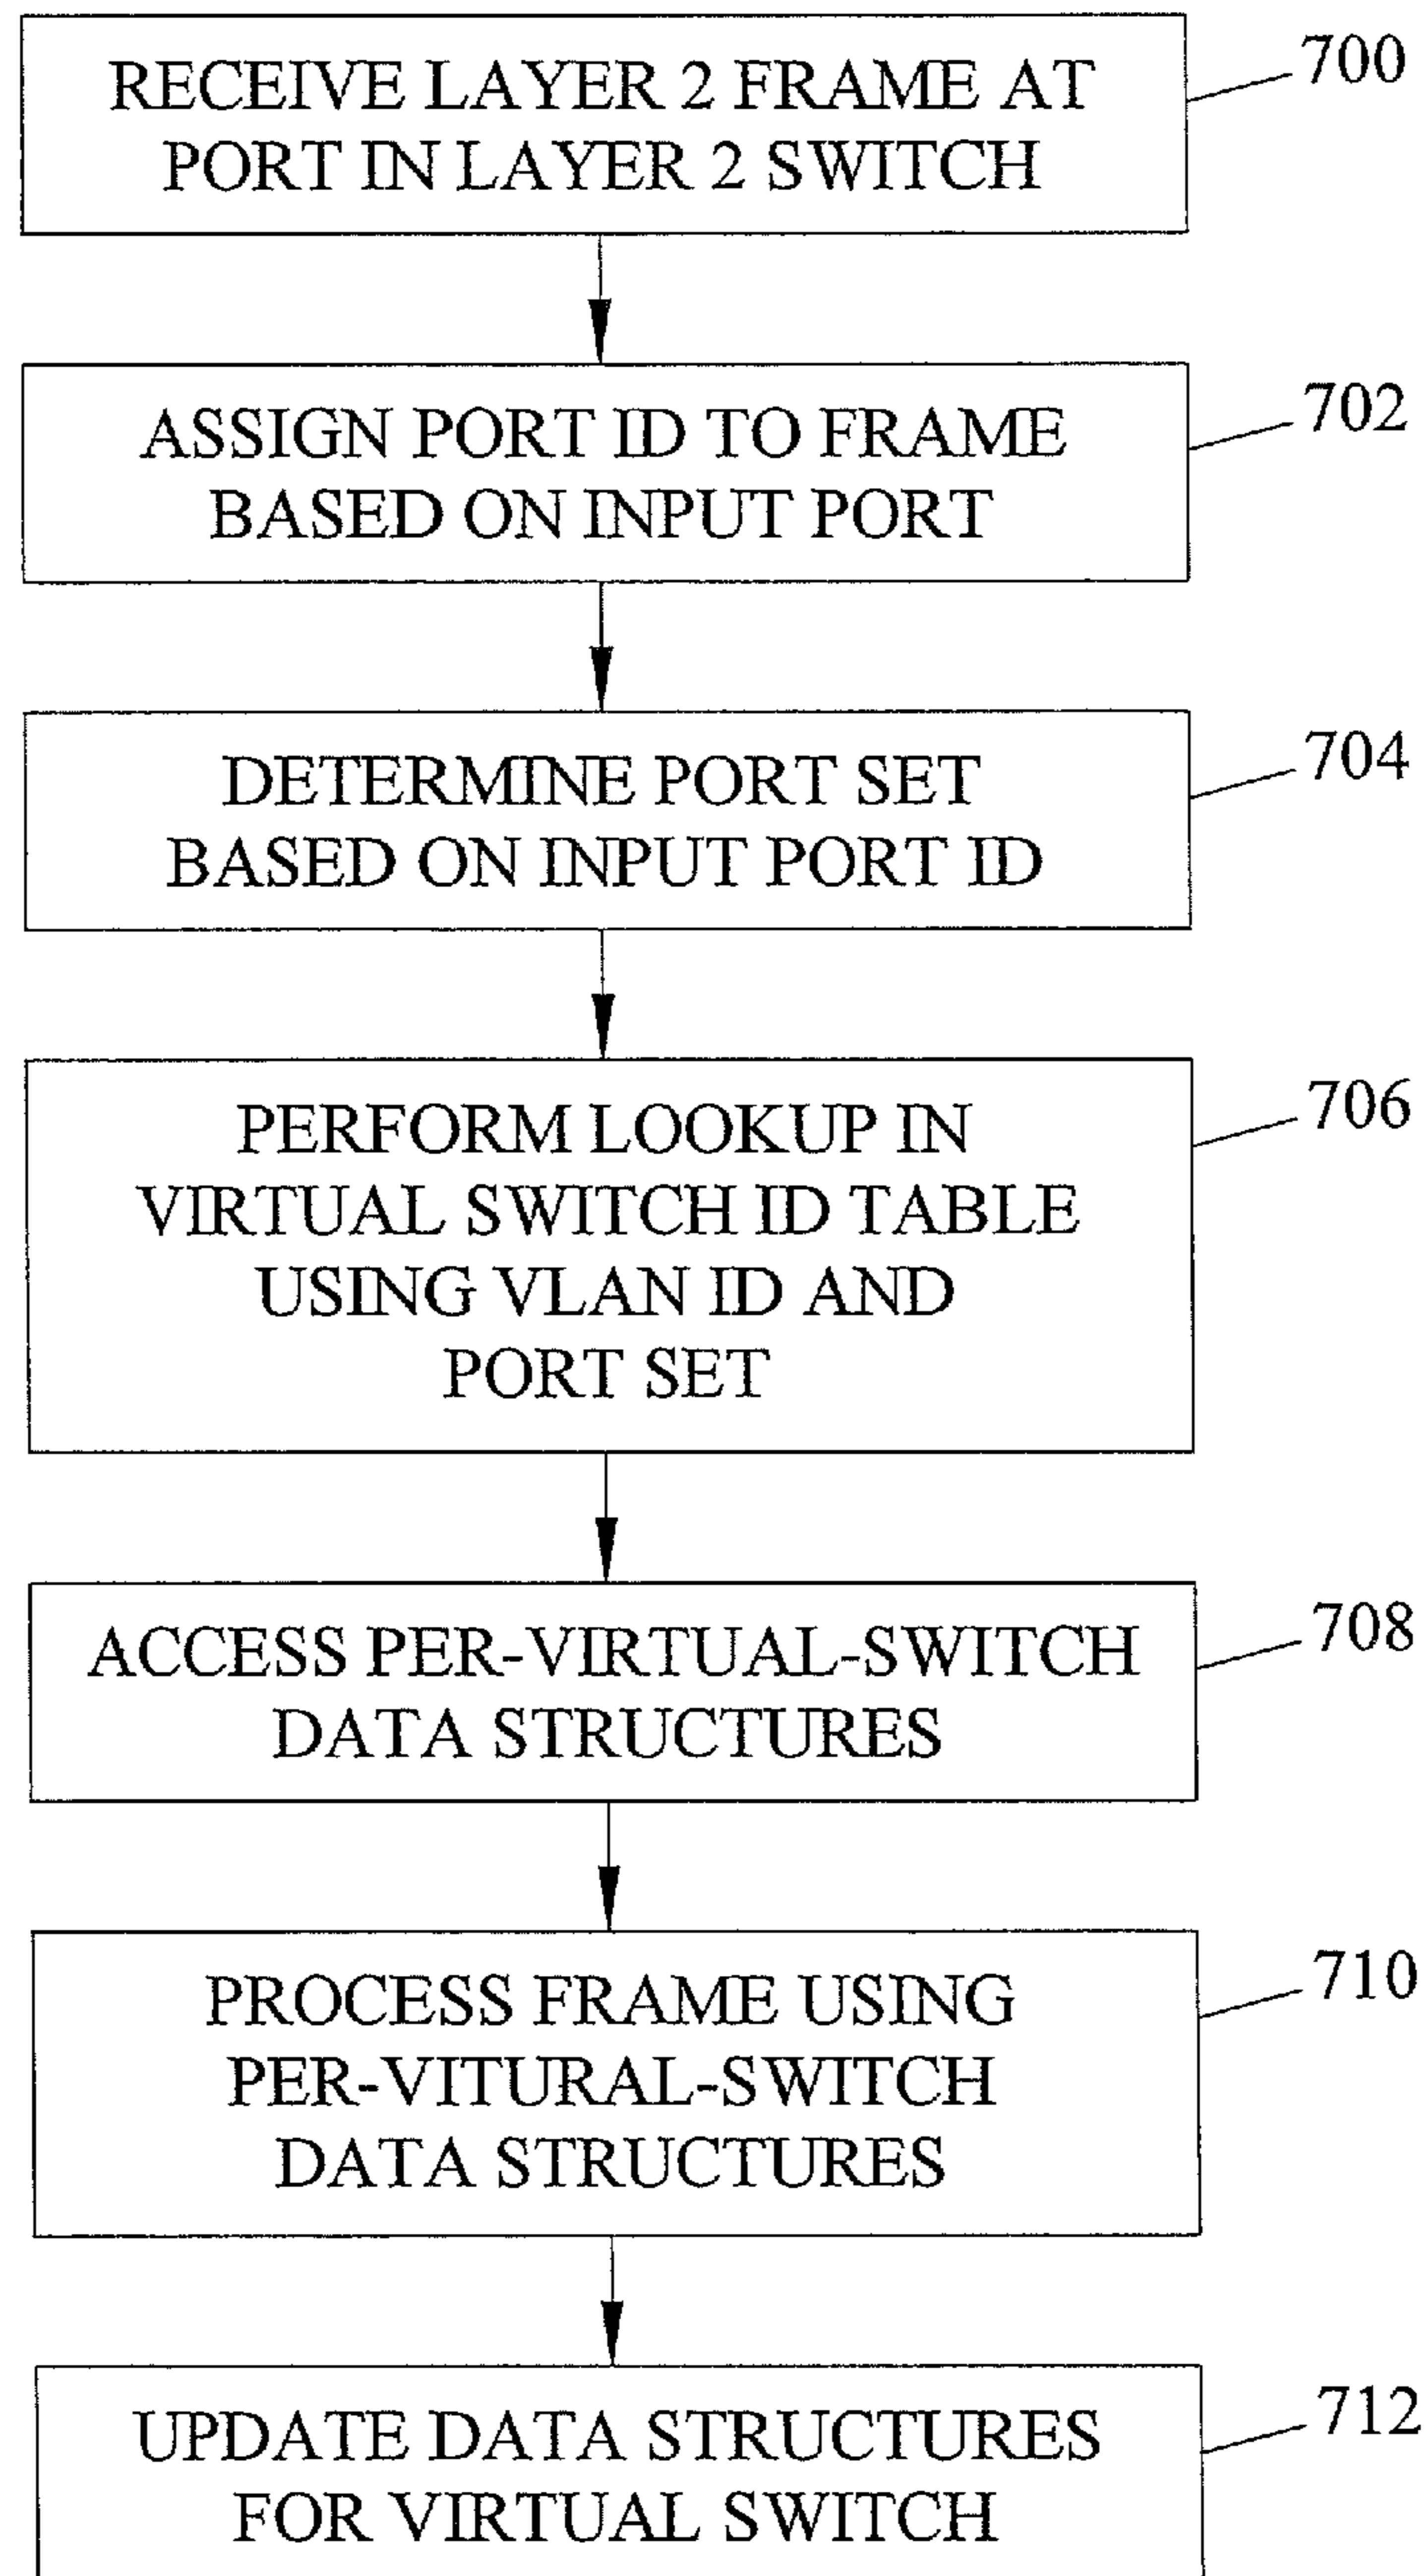 RECEIVE LAYER 2 FRAME AT
PORT IN LAYER 2 SWITCH
700
ASSIGN PORT ID TO FRAME
BASED ON INPUT PORT
702
DETERMINE PORT SET
BASED ON INPUT PORT ID
704
PERFORM LOOKUP IN
VIRTUAL SWITCH ID TABLE
USING VLAN ID AND
PORT SET
706
ACCESS PER-VIRTUAL-SWITCH
DATA STRUCTURES
708
PROCESS FRAME USING
PER-VITURAL-SWITCH
DATA STRUCTURES
710
UPDATE DATA STRUCTURES
FOR VIRTUAL SWITCH
712